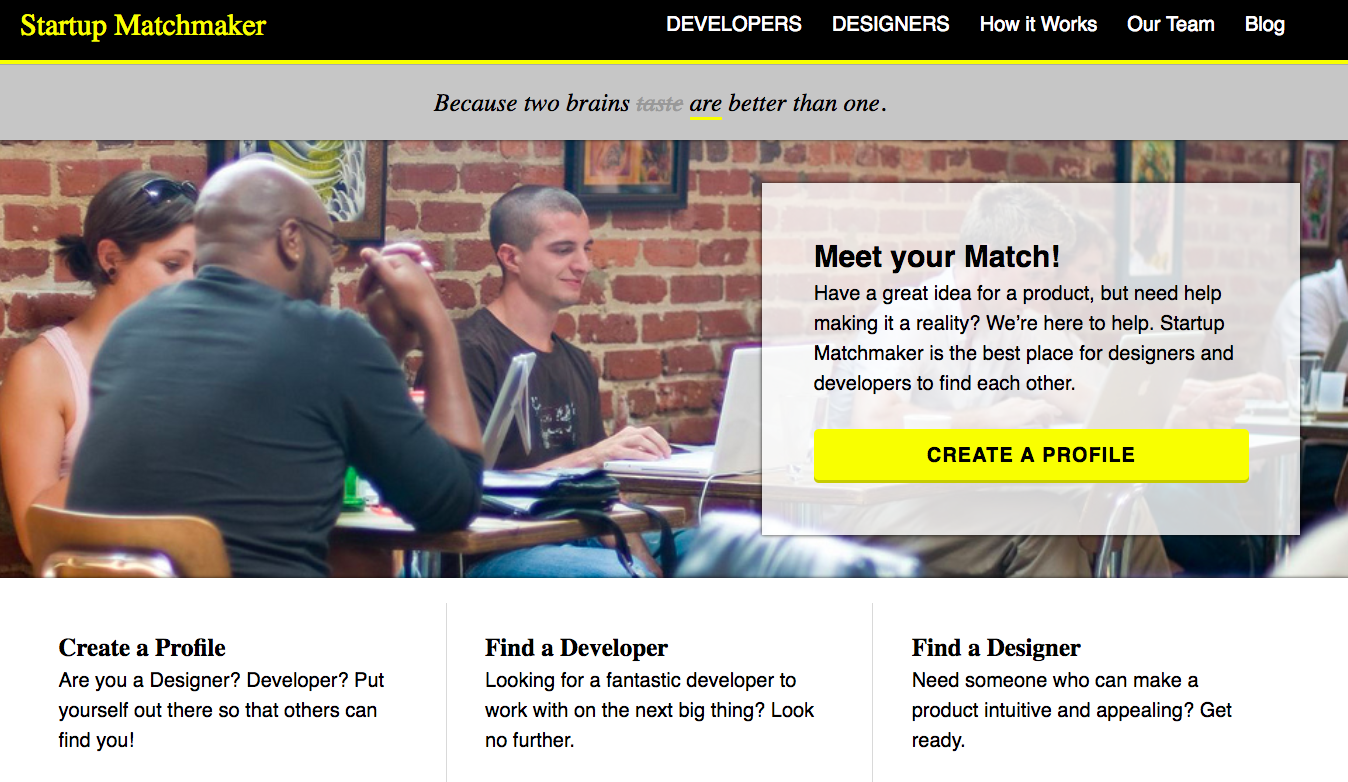 Startup Matchmaker
DEVELOPERS DESIGNERS How it Works Our Team Blog
Because two brains taste are better than one.
Meet your Match!
Have a great idea for a product, but need help
making it a reality? We’re here to help. Startup
Matchmaker is the best place for designers and
developers to find each other.
CREATE A PROFILE
Create a Profile
Are you a Designer? Developer? Put
yourself out there so that others can
find you!
Find a Developer
Looking for a fantastic developer to
work with on the next big thing? Look
no further.
Find a Designer
Need someone who can make a
product intuitive and appealing? Get
ready.